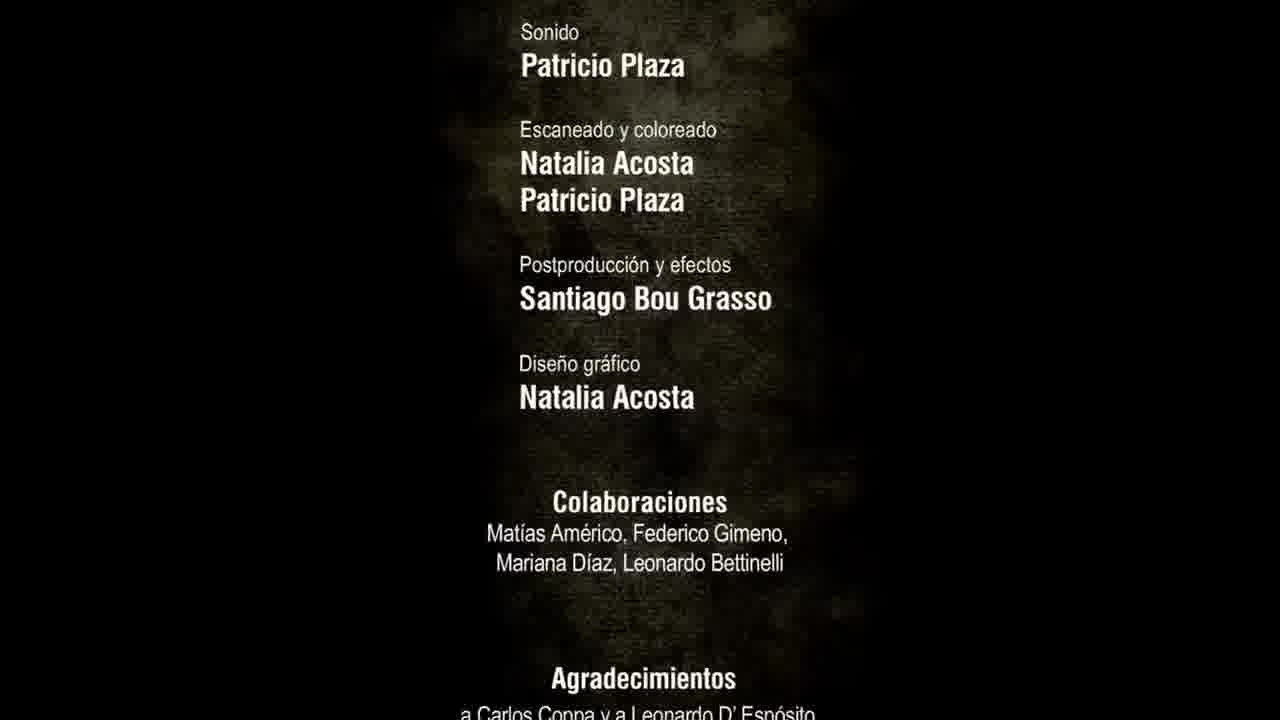 Sonido
Patricio Plaza
Escaneado y coloreado
Natalia Acosta
Patricio Plaza
Postproducción y efectos
Santiago Bou Grasso
Diseño gráfico
Natalia Acosta
Colaboraciones
Matías Américo, Federico Gimeno,
Mariana Díaz, Leonardo Bettinelli
Agradecimientos
a Carlos Coppa y a Leonardo D' Espósito